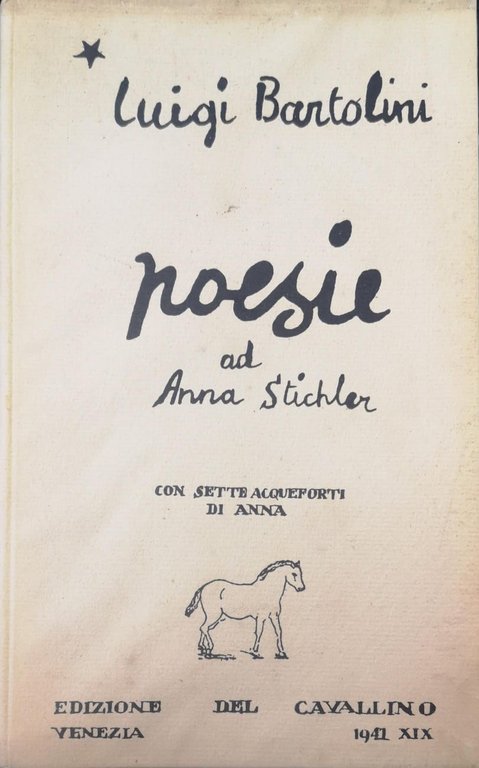 Luigi Bartolini
poesie
ad
Anna Stichler
CON SETTE ACQUEFORTI
DI ANNA
EDIZIONE DEL CAVALLINO
VENEZIA 1941 XIX